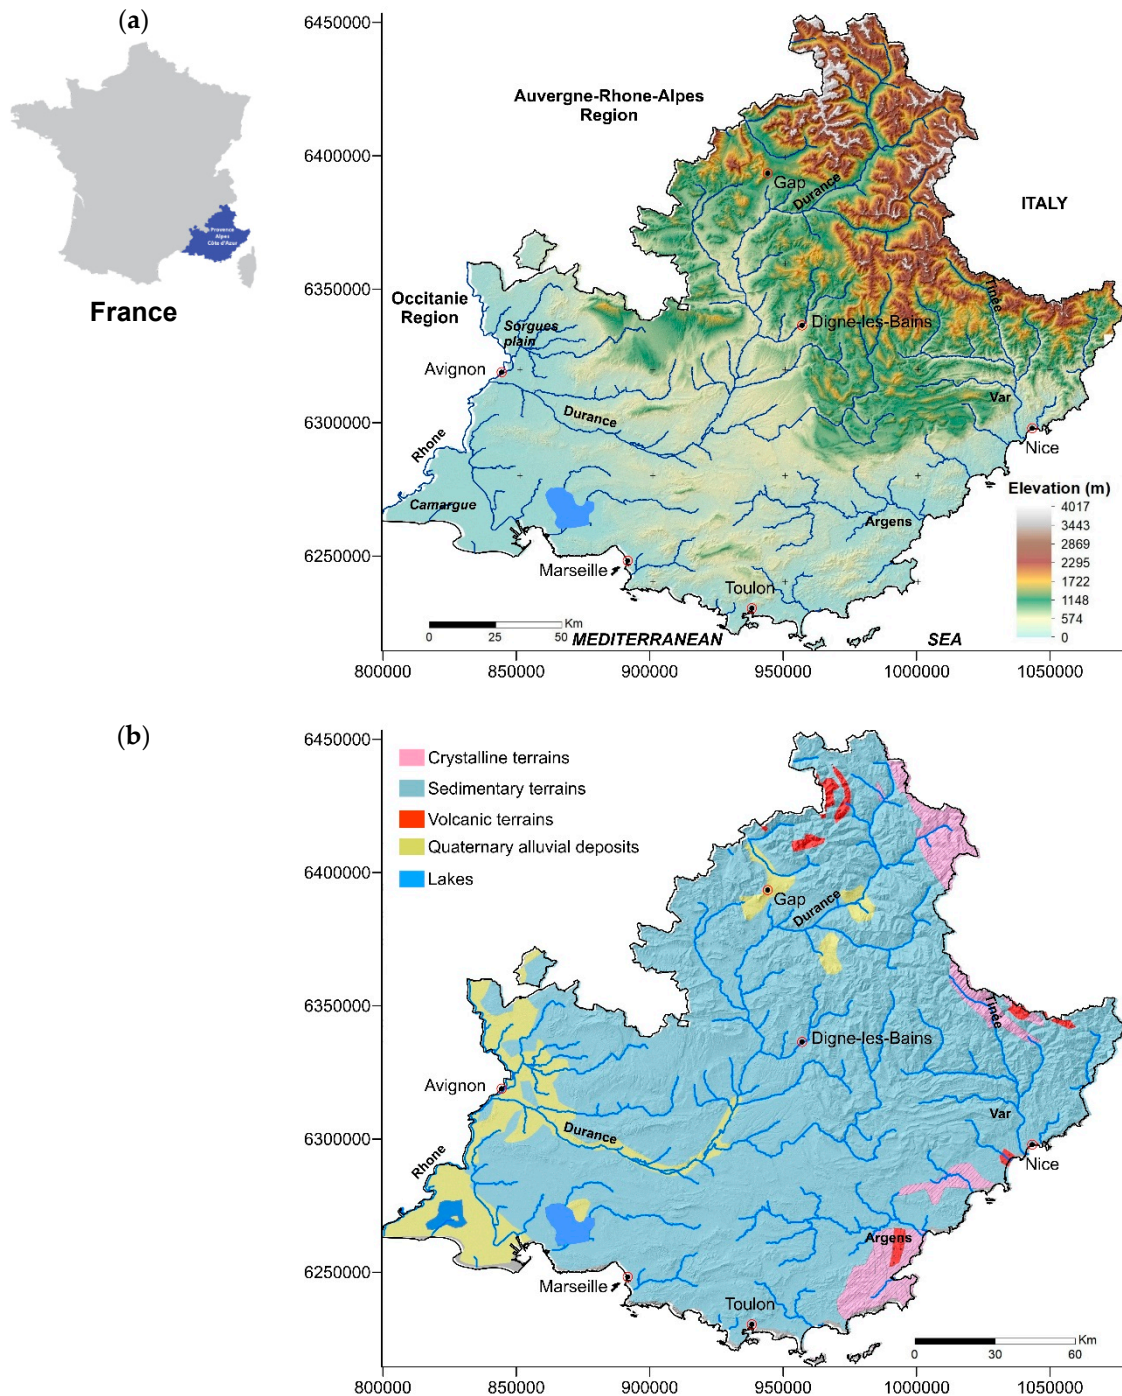 (a)
Provence
Alpes
Côte d'Azur
France
6450000
6400000
6350000
6300000
6250000
Auvergne-Rhone-Alpes
Region
Gap
Durance
ITALY
Occitanie
Region
Sorgues
plain
Tinée
Digne-les-Bains
Avignon
Durance
Var
Rhone
Nice
Camargue
Argens
Elevation (m)
4017
3443
2869
2295
1722
1148
574
0
Marseille
Toulon
0 25 50 Km
MEDITERRANEAN SEA
800000 850000 900000 950000 1000000 1050000
(b)
6450000
6400000
6350000
6300000
6250000
Crystalline terrains
Sedimentary terrains
Volcanic terrains
Quaternary alluvial deposits
Lakes
Gap
Durance
Tinée
Digne-les-Bains
Avignon
Durance
Var
Rhone
Nice
Argens
Marseille
Toulon
0 30 60 Km
800000 850000 900000 950000 1000000 1050000